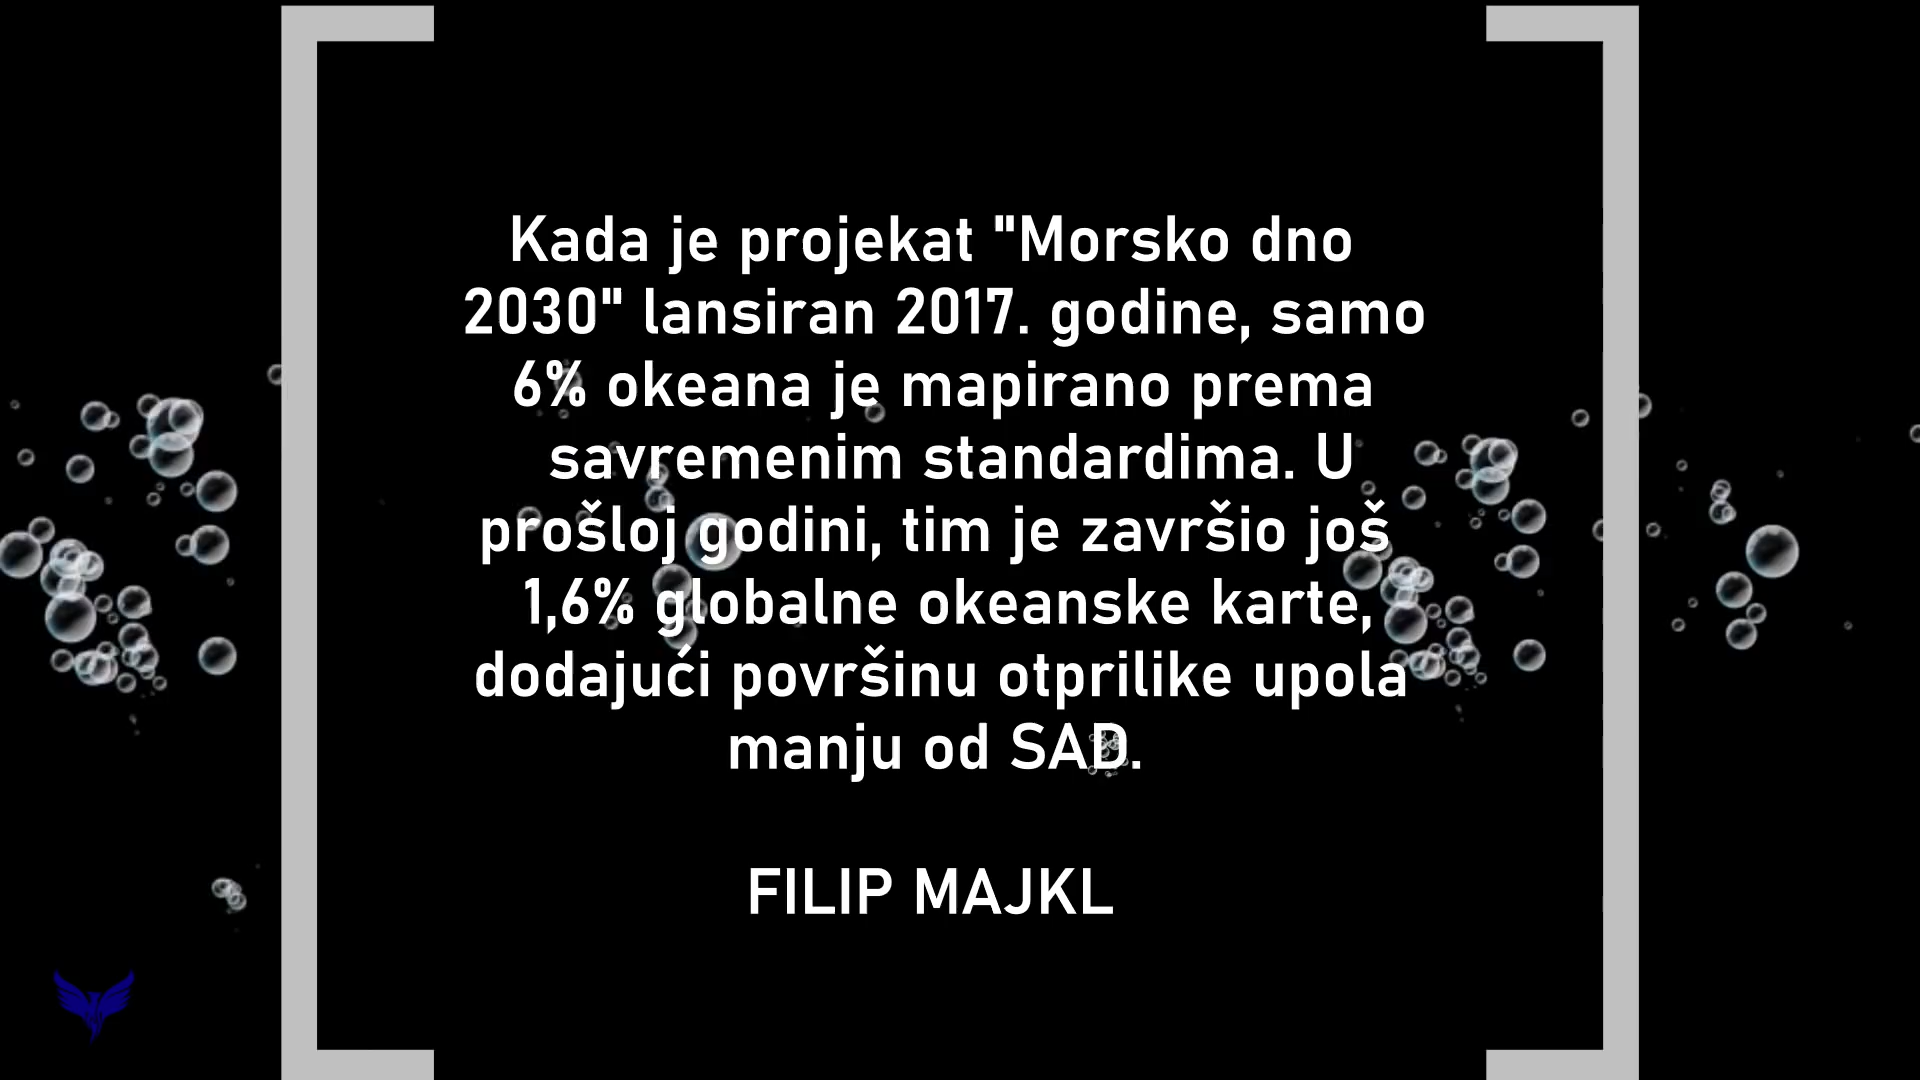 Kada je projekat "Morsko dno
2030" lansiran 2017. godine, samo
6% okeana je mapirano prema
savremenim standardima. U
prošloj godini, tim je završio još
1,6% globalne okeanske karte,
dodajući površinu otprilike upola
manju od SAD.
FILIP MAJKL